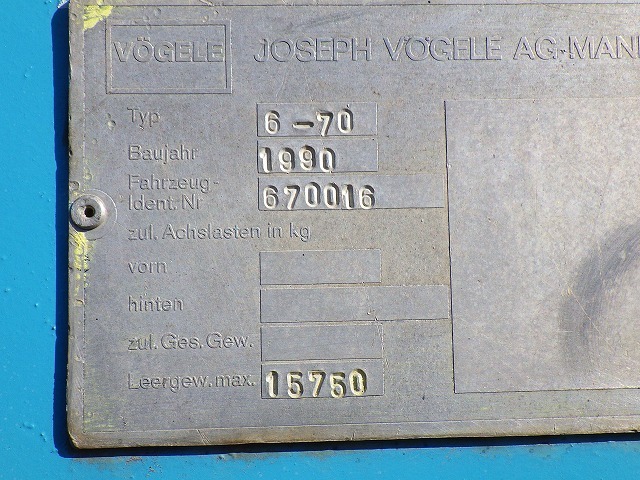 VÖGELE JOSEPH VÖGELE AG·MAN
Typ 6-70
Baujahr 1990
Fahrzeug-
Ident. Nr 670016
zul. Achslasten in kg
vorn
hinten
zul. Ges. Gew.
Leergew. max. 15750